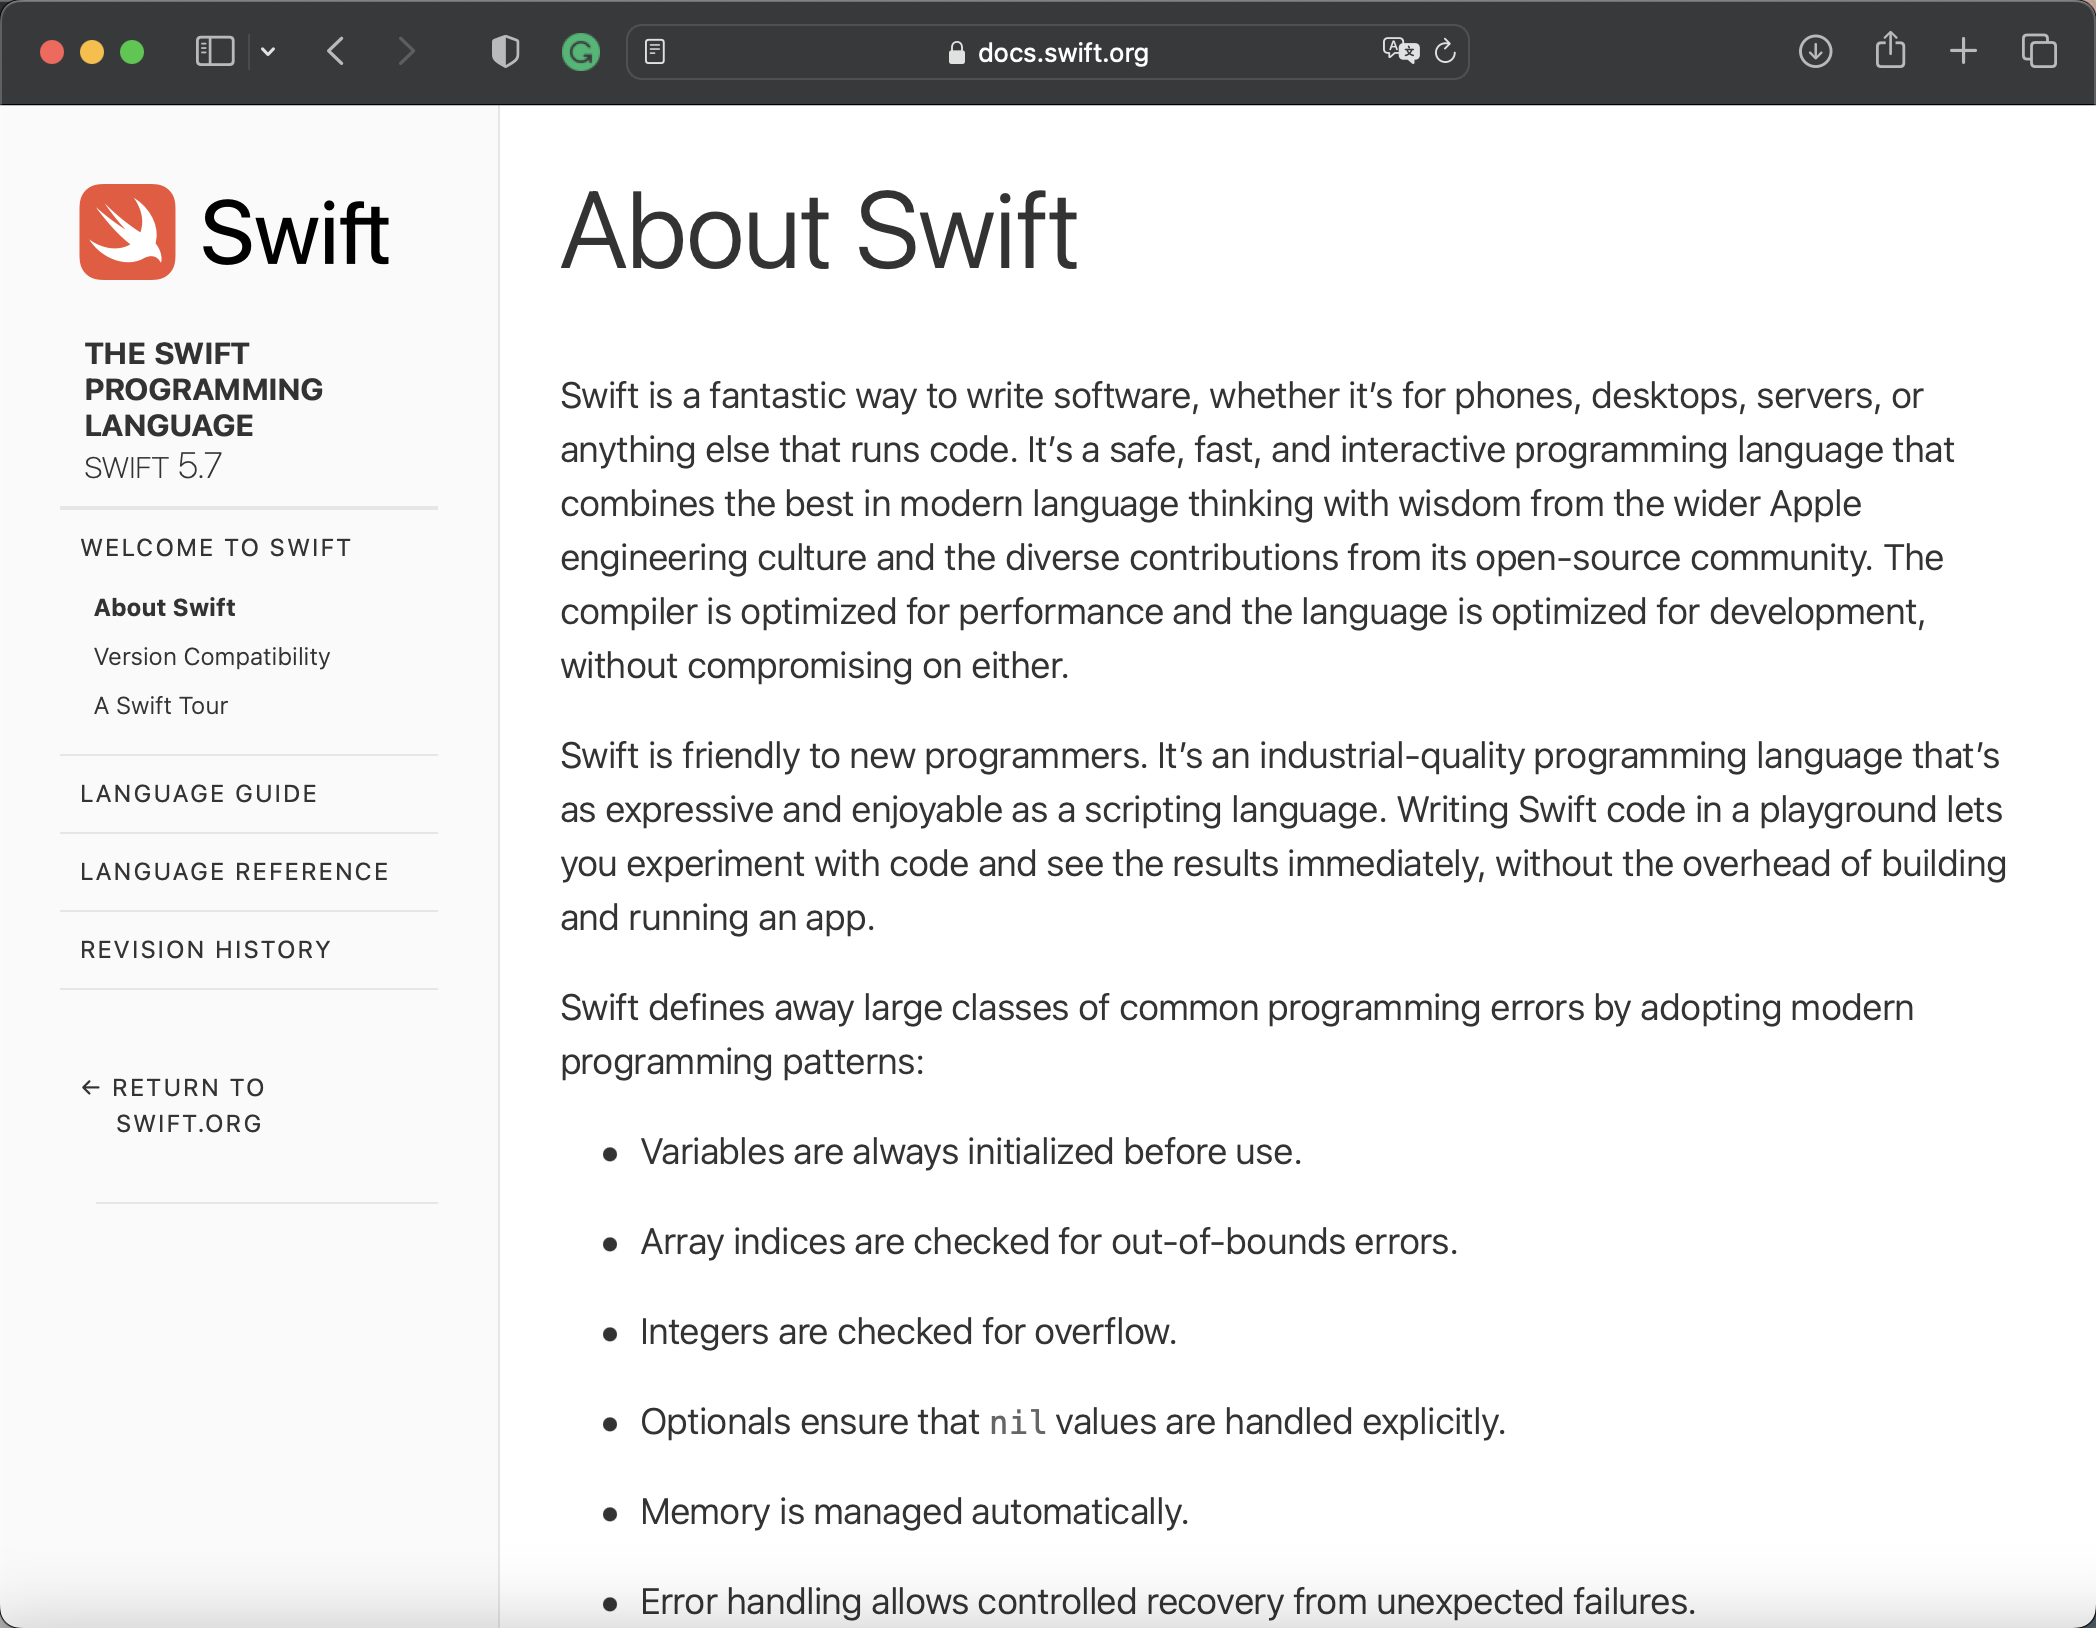 docs.swift.org
Swift
THE SWIFT
PROGRAMMING
LANGUAGE
SWIFT 5.7
WELCOME TO SWIFT
About Swift
Version Compatibility
A Swift Tour
LANGUAGE GUIDE
LANGUAGE REFERENCE
REVISION HISTORY
← RETURN TO
SWIFT.ORG
About Swift
Swift is a fantastic way to write software, whether it’s for phones, desktops, servers, or
anything else that runs code. It’s a safe, fast, and interactive programming language that
combines the best in modern language thinking with wisdom from the wider Apple
engineering culture and the diverse contributions from its open-source community. The
compiler is optimized for performance and the language is optimized for development,
without compromising on either.
Swift is friendly to new programmers. It’s an industrial-quality programming language that’s
as expressive and enjoyable as a scripting language. Writing Swift code in a playground lets
you experiment with code and see the results immediately, without the overhead of building
and running an app.
Swift defines away large classes of common programming errors by adopting modern
programming patterns:
• Variables are always initialized before use.
• Array indices are checked for out-of-bounds errors.
• Integers are checked for overflow.
• Optionals ensure that nil values are handled explicitly.
• Memory is managed automatically.
• Error handling allows controlled recovery from unexpected failures.